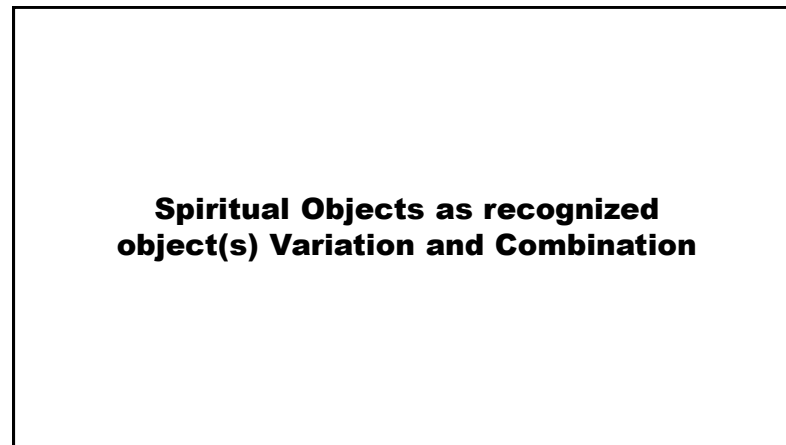 Spiritual Objects as recognized
object(s) Variation and Combination